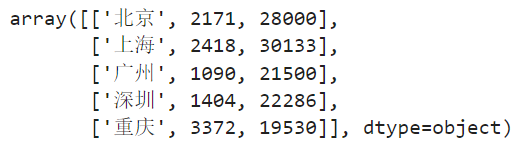 array([['北京', 2171, 28000],
['上海', 2418, 30133],
['广州', 1090, 21500],
['深圳', 1404, 22286],
['重庆', 3372, 19530]], dtype=object)